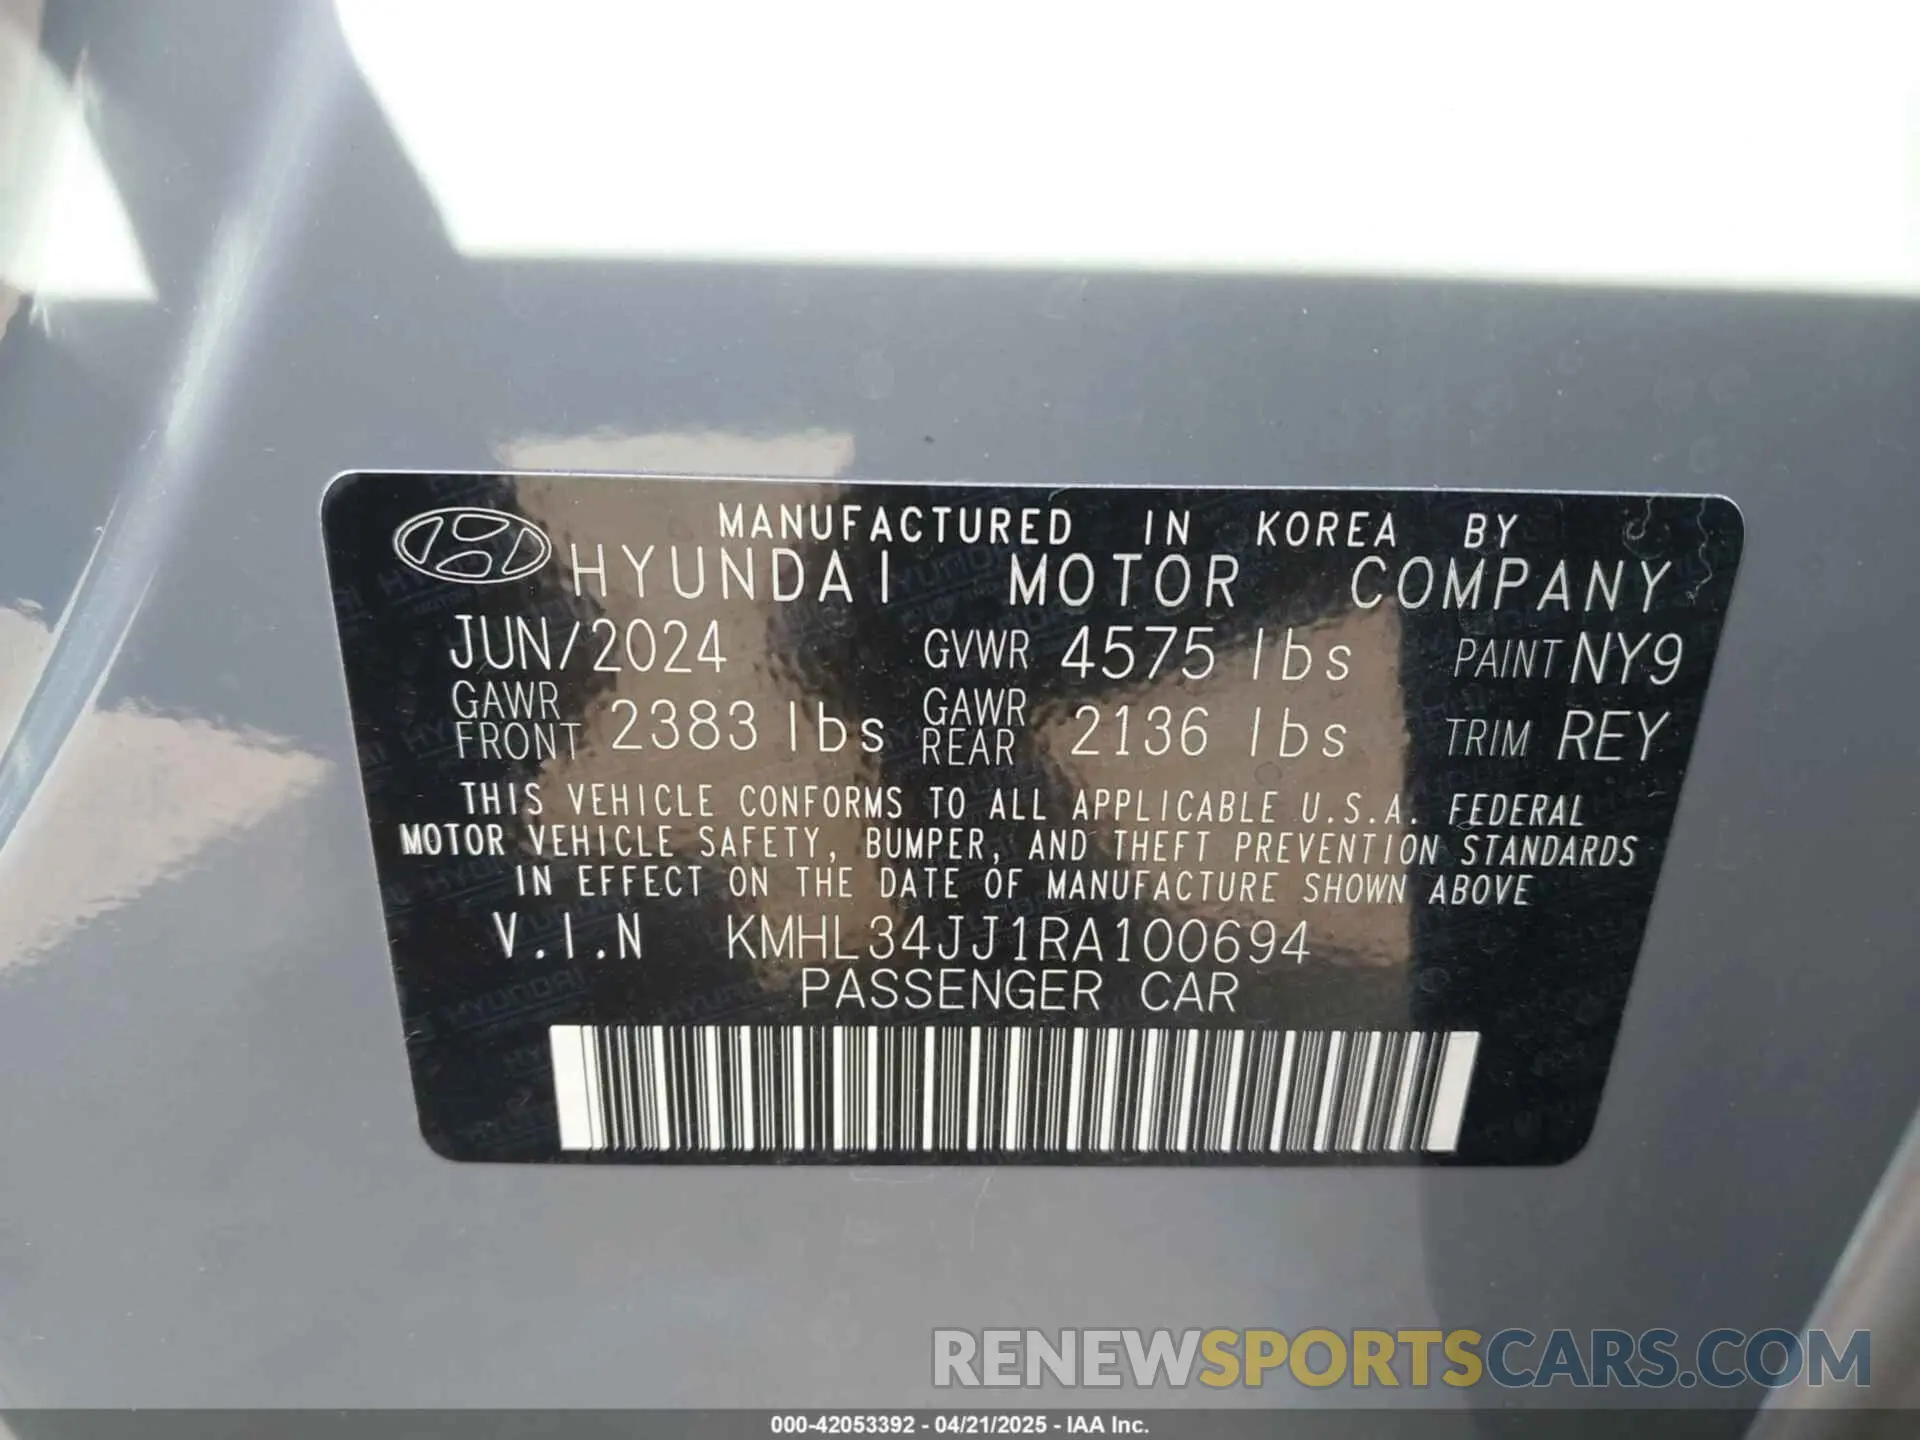 MANUFACTURED IN KOREA BY
HYUNDAI MOTOR COMPANY
JUN/2024 GVWR 4575 lbs PAINT NY9
GAWR FRONT 2383 lbs GAWR REAR 2136 lbs TRIM REY
THIS VEHICLE CONFORMS TO ALL APPLICABLE U.S.A. FEDERAL
MOTOR VEHICLE SAFETY, BUMPER, AND THEFT PREVENTION STANDARDS
IN EFFECT ON THE DATE OF MANUFACTURE SHOWN ABOVE
V.I.N KMHL34JJ1RA100694
PASSENGER CAR
RENEWSPORTSCARS.COM
000-42053392 - 04/21/2025 - IAA Inc.